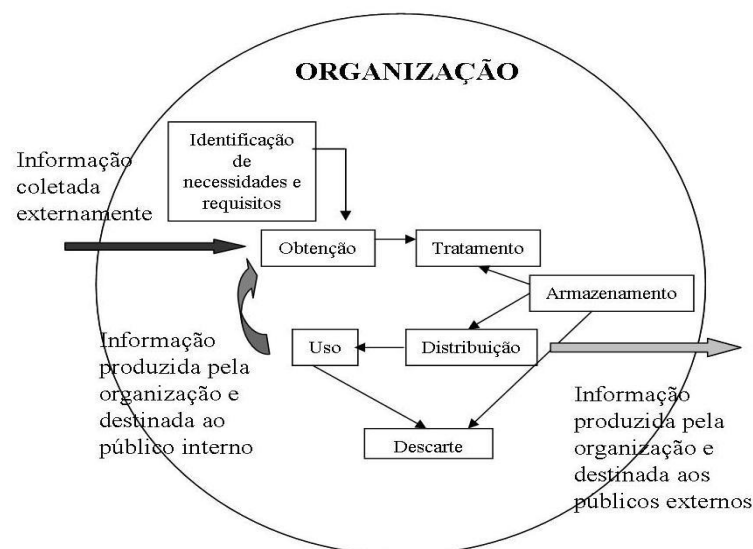 ORGANIZAÇÃO
Identificação
de
necessidades e
requisitos
Informação
coletada
externamente
Obtenção
Tratamento
Armazenamento
Uso
Distribuição
Informação
produzida pela
organização e
destinada ao
público interno
Descarte
Informação
produzida pela
organização e
destinada aos
públicos externos